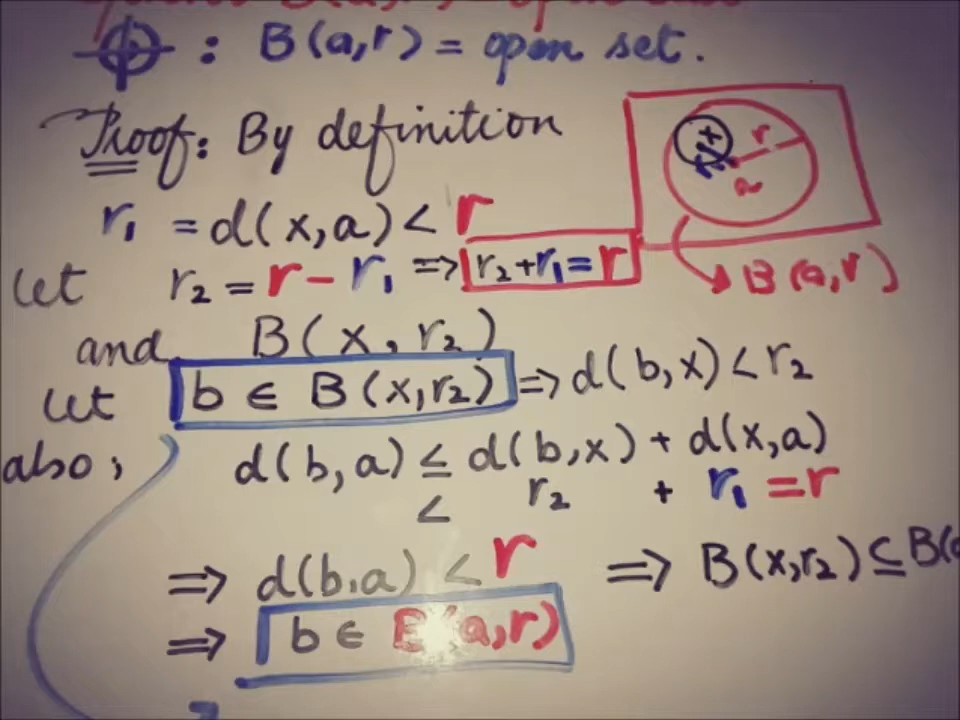 : B(a,r) = open set.
Proof: By definition
r₁ = d(x,a) < r
r
a
B(a,r)
Let r₂ = r - r₁ ⇒ r₂+r₁=r
and B(x,r₂)
Let b ∈ B(x,r₂) ⇒ d(b,x) < r₂
also, d(b,a) ≤ d(b,x) + d(x,a)
< r₂ + r₁ = r
⇒ d(b,a) < r ⇒ B(x,r₂) ⊆ B(
⇒ b ∈ B(a,r)